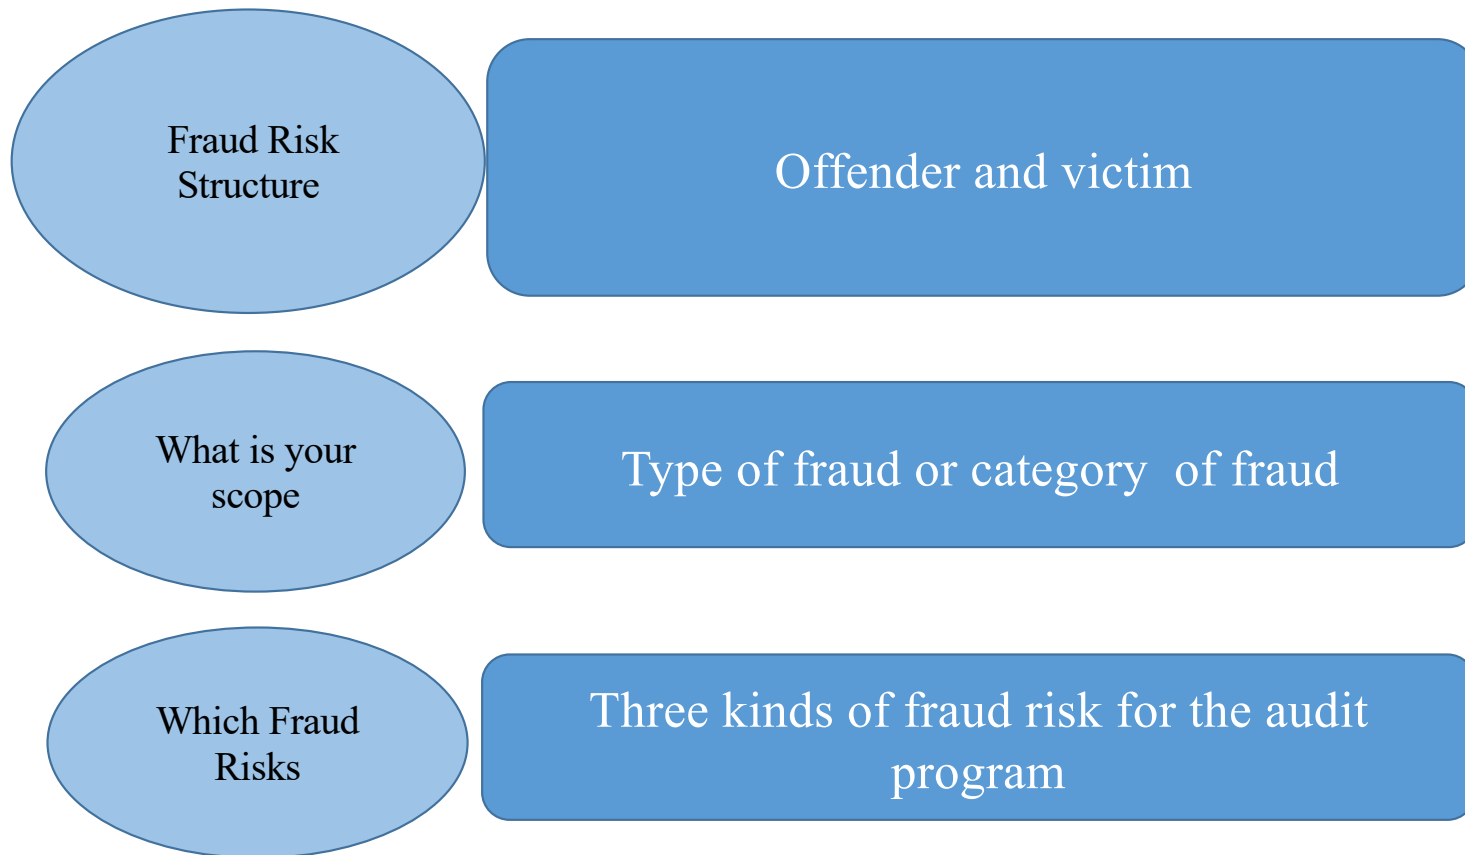 Fraud Risk
Structure
Offender and victim
What is your
scope
Type of fraud or category  of fraud
Which Fraud
Risks
Three kinds of fraud risk for the audit
program